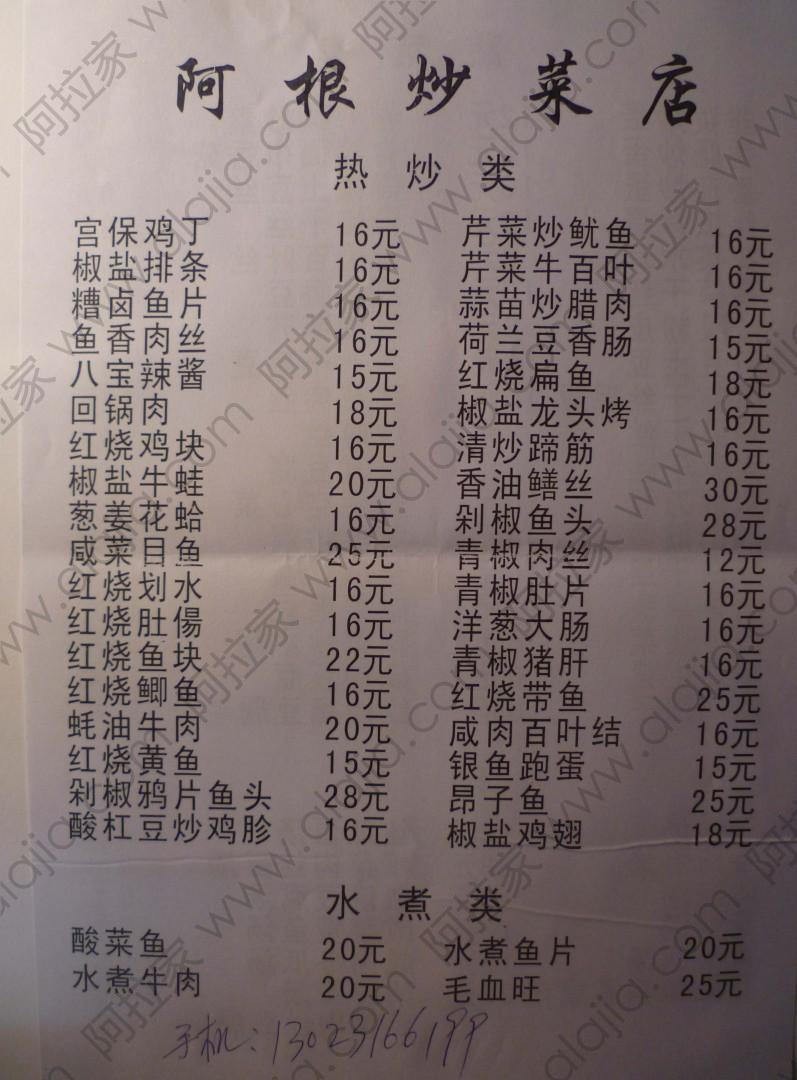 阿根炒菜店
热炒类
宫保鸡丁 16元 芹菜炒鱿鱼 16元
椒盐排条 16元 芹菜牛百叶 16元
糟卤鱼片 16元 蒜苗炒腊肉 16元
鱼香肉丝 16元 荷兰豆香肠 15元
八宝辣酱 15元 红烧扁鱼 18元
回锅肉 18元 椒盐龙头烤 16元
红烧鸡块 16元 清炒蹄筋 16元
椒盐牛蛙 20元 香油鳝丝 30元
葱姜花蛤 16元 剁椒鱼头 28元
咸菜目鱼 25元 青椒肉丝 12元
红烧划水 16元 青椒肚片 16元
红烧肚傷 16元 洋葱大肠 16元
红烧鱼块 22元 青椒猪肝 16元
红烧鲫鱼 16元 红烧带鱼 25元
蚝油牛肉 20元 咸肉百叶结 16元
红烧黄鱼 15元 银鱼跑蛋 15元
剁椒鸦片鱼头 28元 昂子鱼 25元
酸杠豆炒鸡胗 16元 椒盐鸡翅 18元
水煮类
酸菜鱼 20元 水煮鱼片 20元
水煮牛肉 20元 毛血旺 25元
手机:13023166199
阿拉家 www.alajia.com